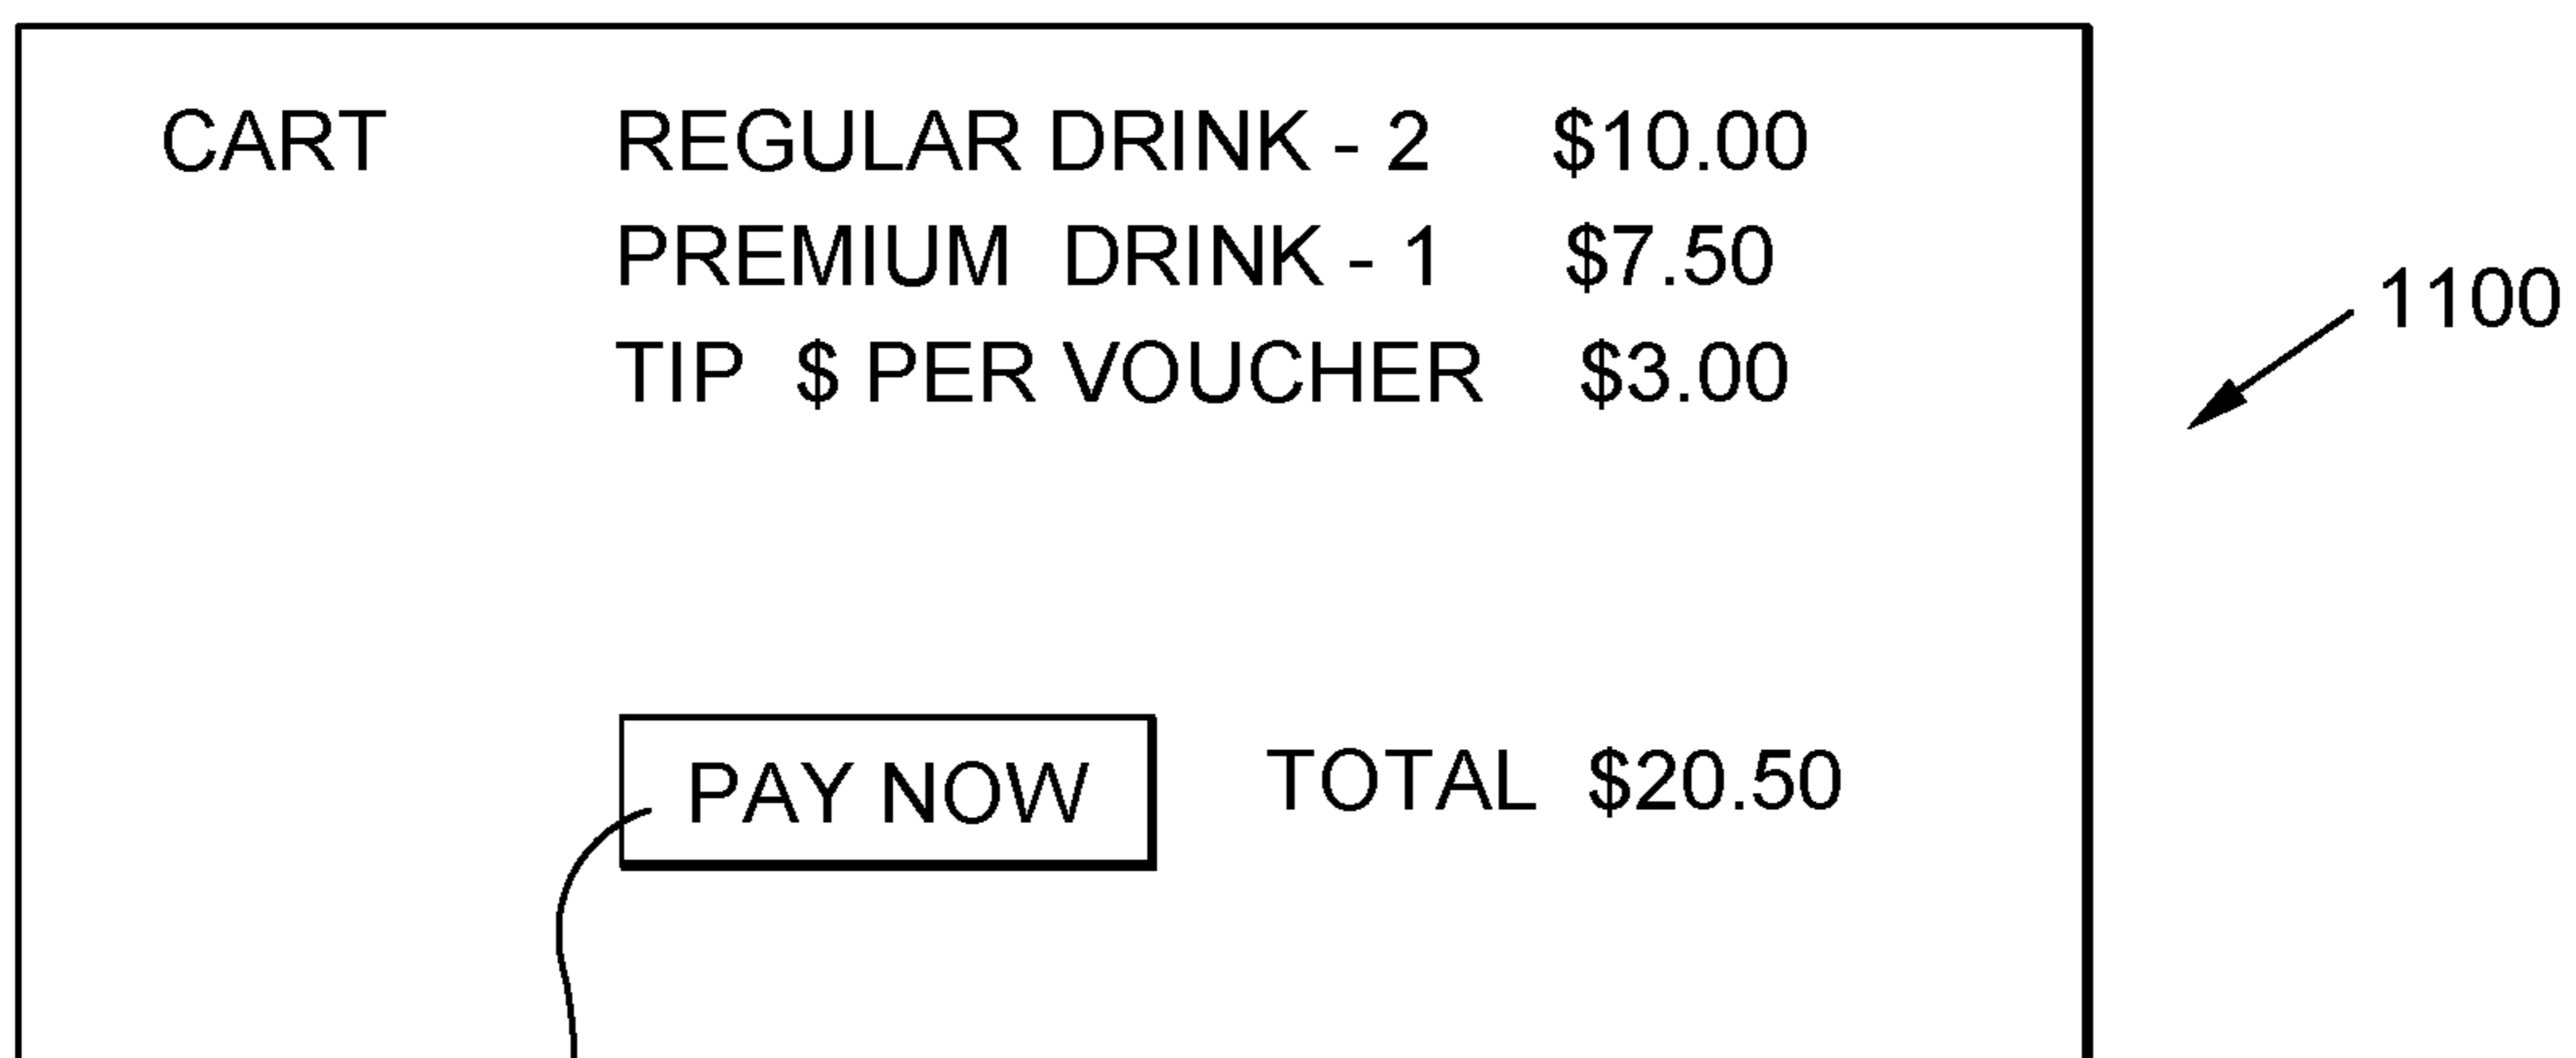 CART REGULAR DRINK - 2 $10.00
PREMIUM DRINK - 1 $7.50
1100
TIP $ PER VOUCHER $3.00
PAY NOW TOTAL $20.50